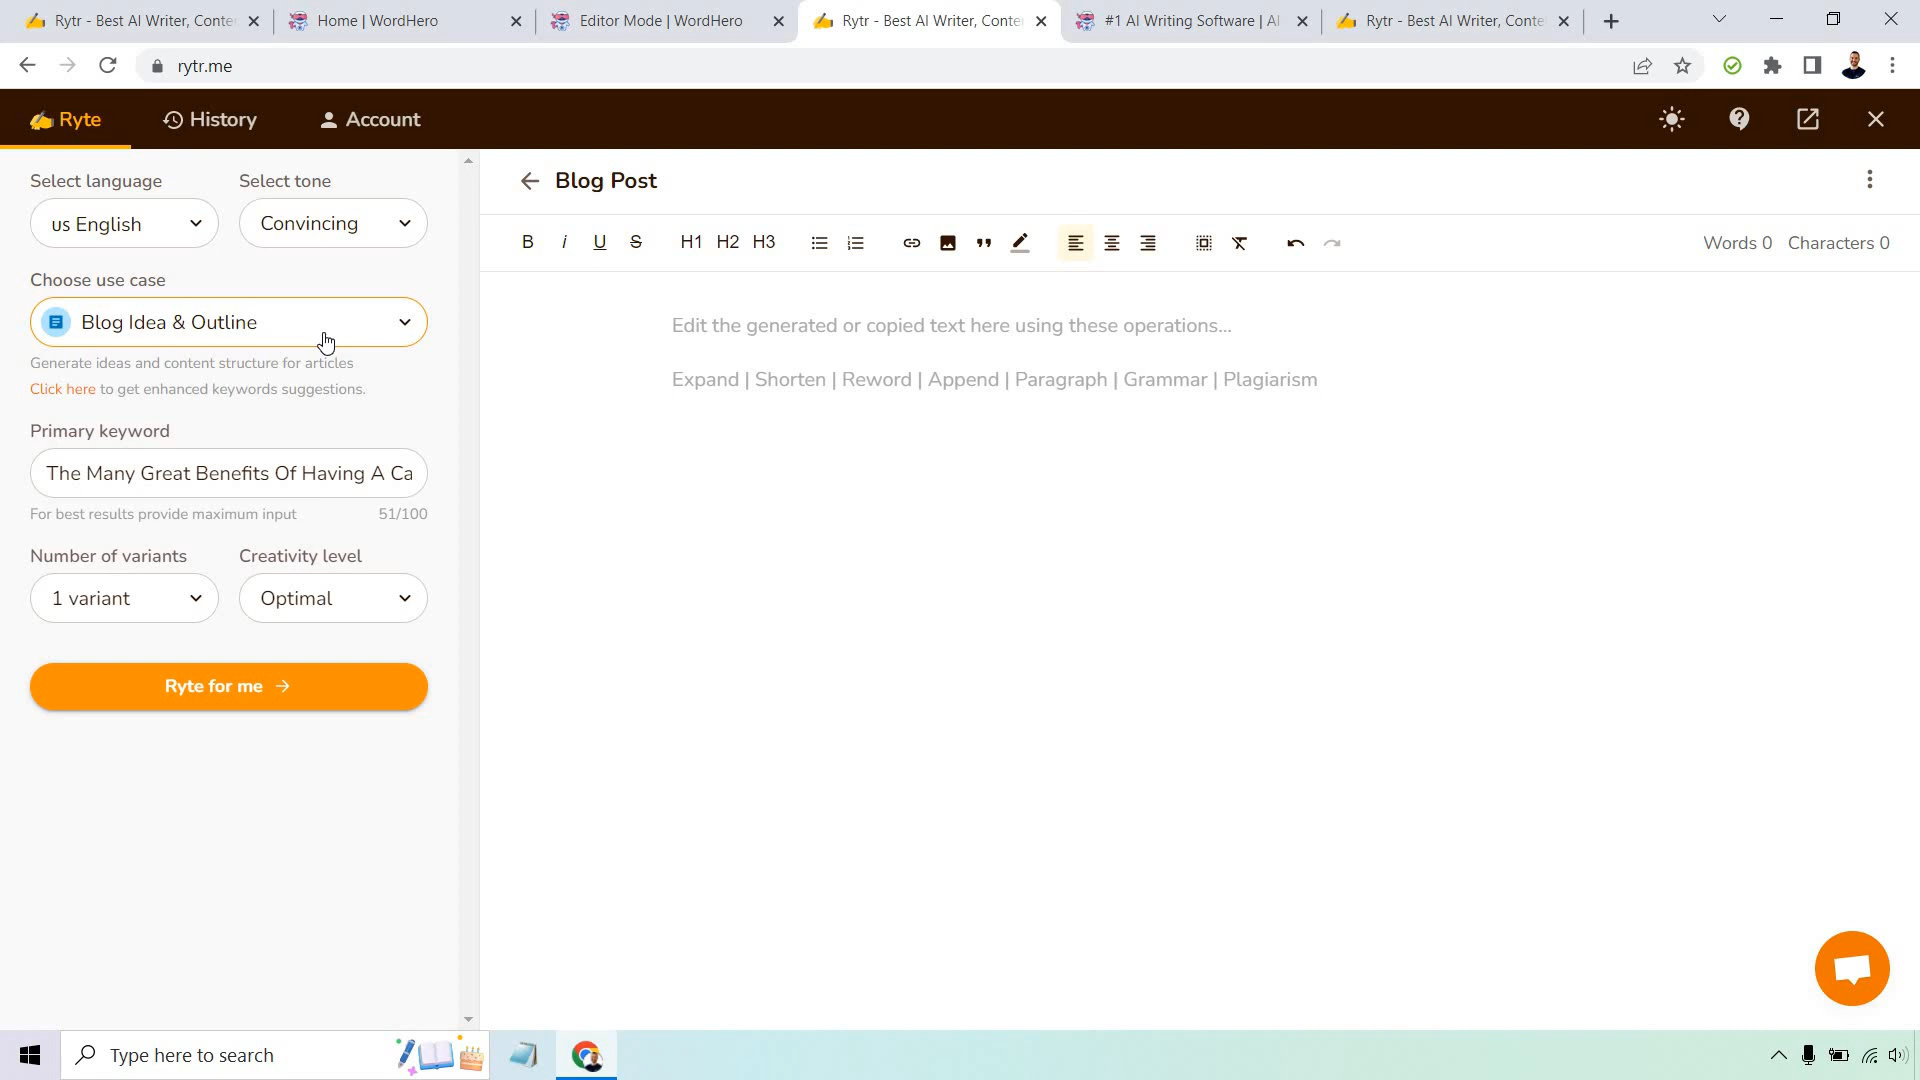 Rytr - Best AI Writer, Conte
Home | WordHero
Editor Mode | WordHero
Rytr - Best AI Writer, Conte
#1 AI Writing Software | AI
Rytr - Best AI Writer, Conte
rytr.me
Ryte
History
Account
Select language
Select tone
us English
Convincing
Choose use case
Blog Idea & Outline
Generate ideas and content structure for articles
Click here to get enhanced keywords suggestions.
Primary keyword
The Many Great Benefits Of Having A Ca
For best results provide maximum input
51/100
Number of variants
Creativity level
1 variant
Optimal
Ryte for me
Blog Post
B i U S H1 H2 H3
Words 0 Characters 0
Edit the generated or copied text here using these operations...
Expand | Shorten | Reword | Append | Paragraph | Grammar | Plagiarism
Type here to search